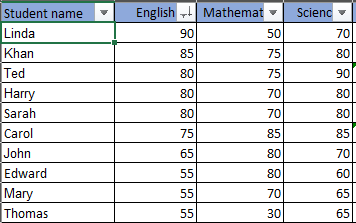 Student name English Mathemat Scienc
Linda 90 50 70
Khan 85 75 80
Ted 80 75 90
Harry 80 70 80
Sarah 80 70 80
Carol 75 85 85
John 65 80 70
Edward 55 80 60
Mary 55 70 65
Thomas 55 30 65